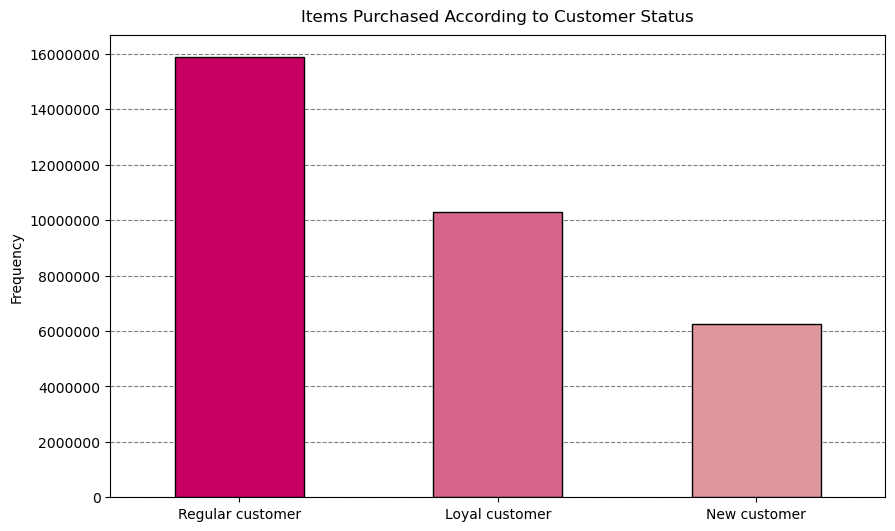 Items Purchased According to Customer Status
Frequency
16000000
14000000
12000000
10000000
8000000
6000000
4000000
2000000
0
Regular customer
Loyal customer
New customer